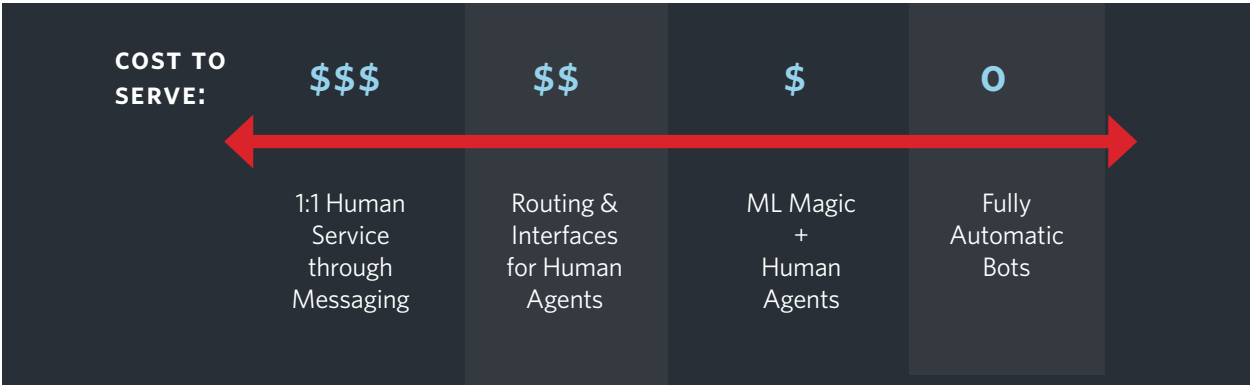 COST TO
SERVE:
$$$
$$
$
0
1:1 Human
Service
through
Messaging
Routing &
Interfaces
for Human
Agents
ML Magic
+
Human
Agents
Fully
Automatic
Bots